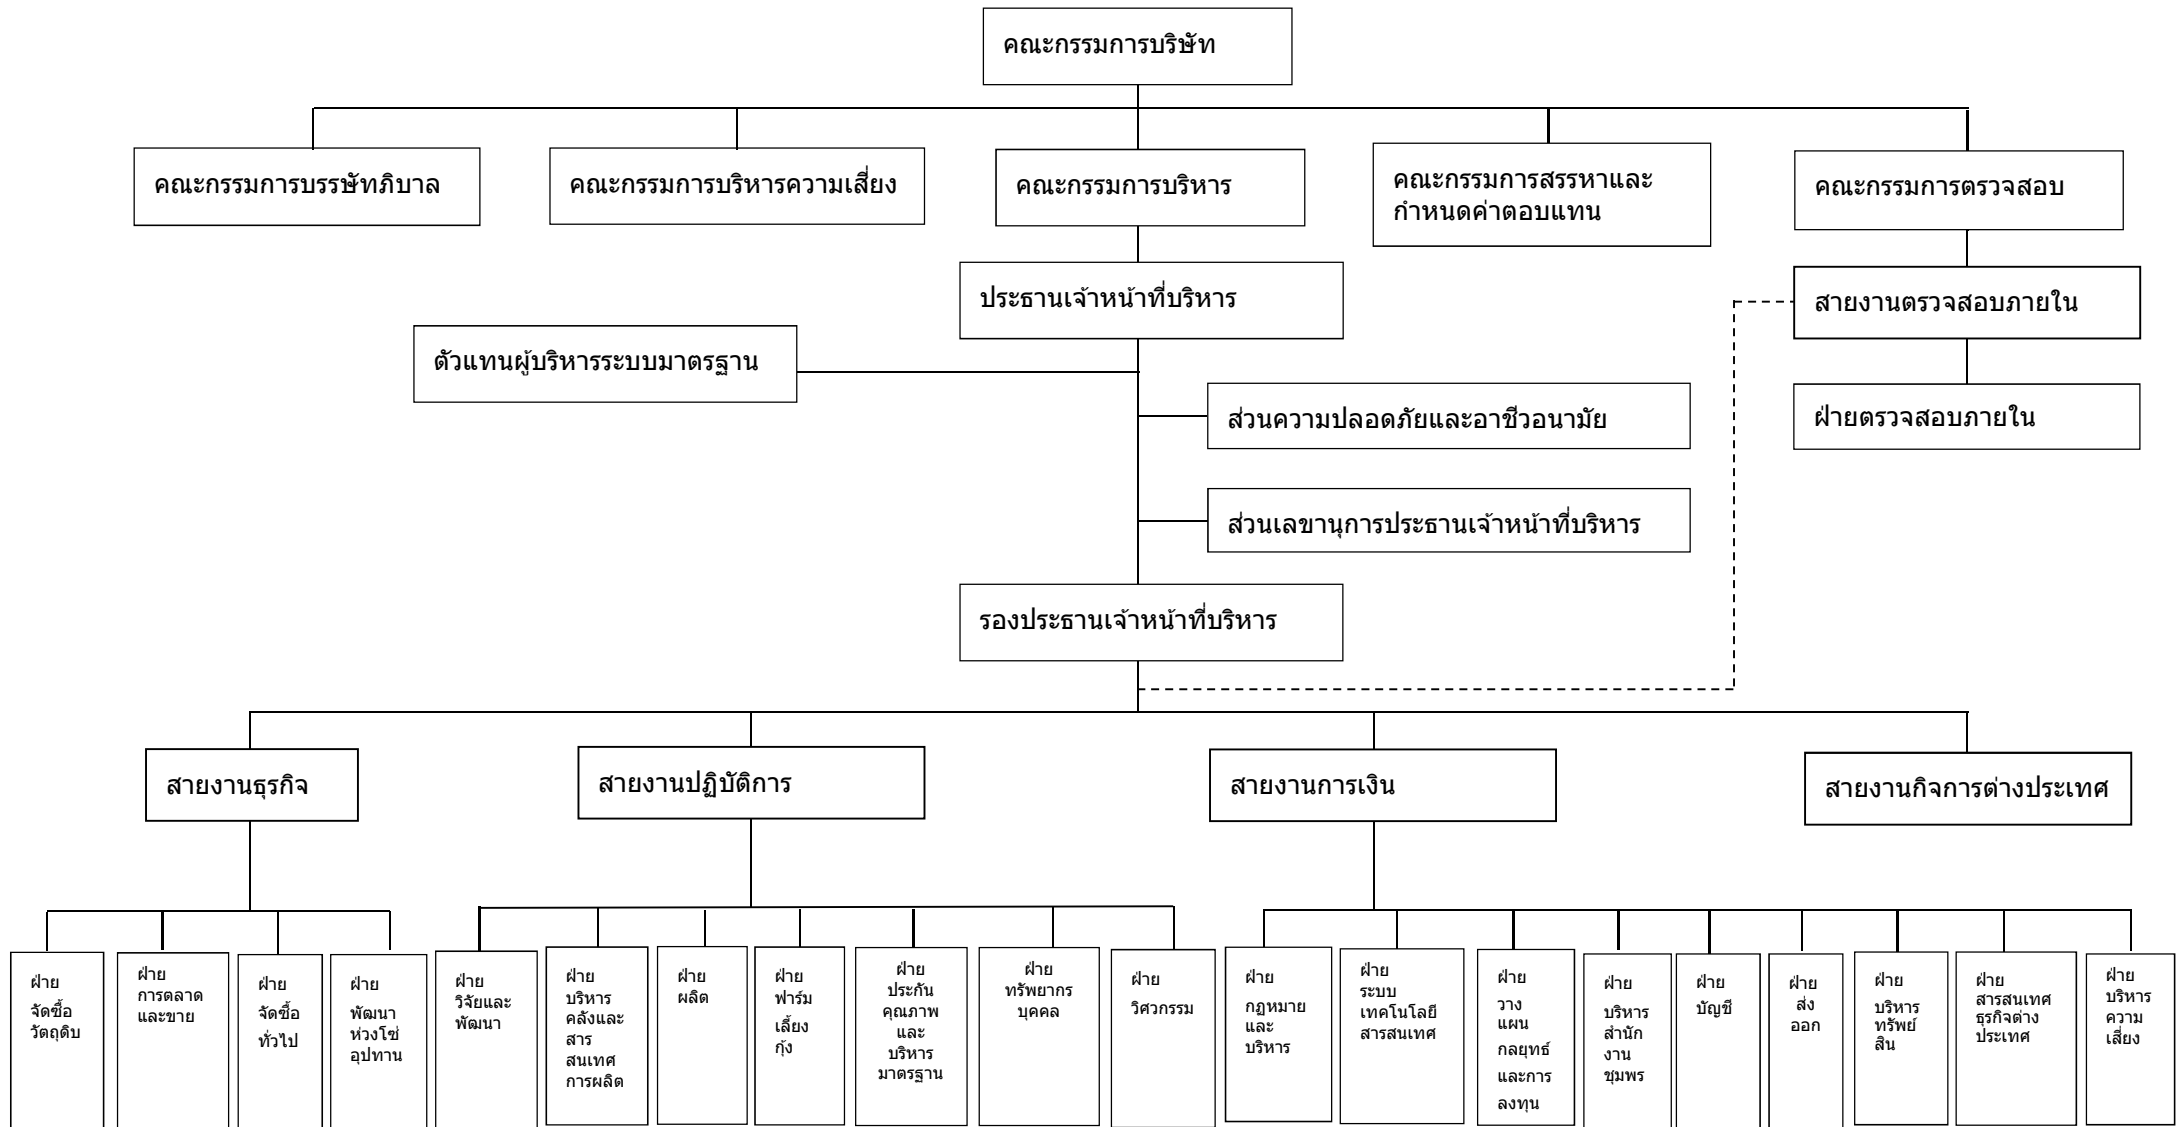 คณะกรรมการบริษัท
คณะกรรมการบรรษัทภิบาล
คณะกรรมการบริหารความเสี่ยง
คณะกรรมการบริหาร
คณะกรรมการสรรหาและ
กำหนดค่าตอบแทน
คณะกรรมการตรวจสอบ
ประธานเจ้าหน้าที่บริหาร
สายงานตรวจสอบภายใน
ตัวแทนผู้บริหารระบบมาตรฐาน
ส่วนความปลอดภัยและอาชีวอนามัย
ฝ่ายตรวจสอบภายใน
ส่วนเลขานุการประธานเจ้าหน้าที่บริหาร
รองประธานเจ้าหน้าที่บริหาร
สายงานธุรกิจ
สายงานปฏิบัติการ
สายงานการเงิน
สายงานกิจการต่างประเทศ
ฝ่าย
จัดซื้อ
วัตถุดิบ
ฝ่าย
การตลาด
และขาย
ฝ่าย
จัดซื้อ
ทั่วไป
ฝ่าย
พัฒนา
ห่วงโซ่
อุปทาน
ฝ่าย
วิจัยและ
พัฒนา
ฝ่าย
บริหาร
คลังและ
สาร
สนเทศ
การผลิต
ฝ่าย
ผลิต
ฝ่าย
ฟาร์ม
เลี้ยง
กุ้ง
ฝ่าย
ประกัน
คุณภาพ
และ
บริหาร
มาตรฐาน
ฝ่าย
ทรัพยากร
บุคคล
ฝ่าย
วิศวกรรม
ฝ่าย
กฎหมาย
และ
บริหาร
ฝ่าย
ระบบ
เทคโนโลยี
สารสนเทศ
ฝ่าย
วาง
แผน
กลยุทธ์
และการ
ลงทุน
ฝ่าย
บริหาร
สำนัก
งาน
ชุมพร
ฝ่าย
บัญชี
ฝ่าย
ส่ง
ออก
ฝ่าย
บริหาร
ทรัพย์
สิน
ฝ่าย
สารสนเทศ
ธุรกิจต่าง
ประเทศ
ฝ่าย
บริหาร
ความ
เสี่ยง